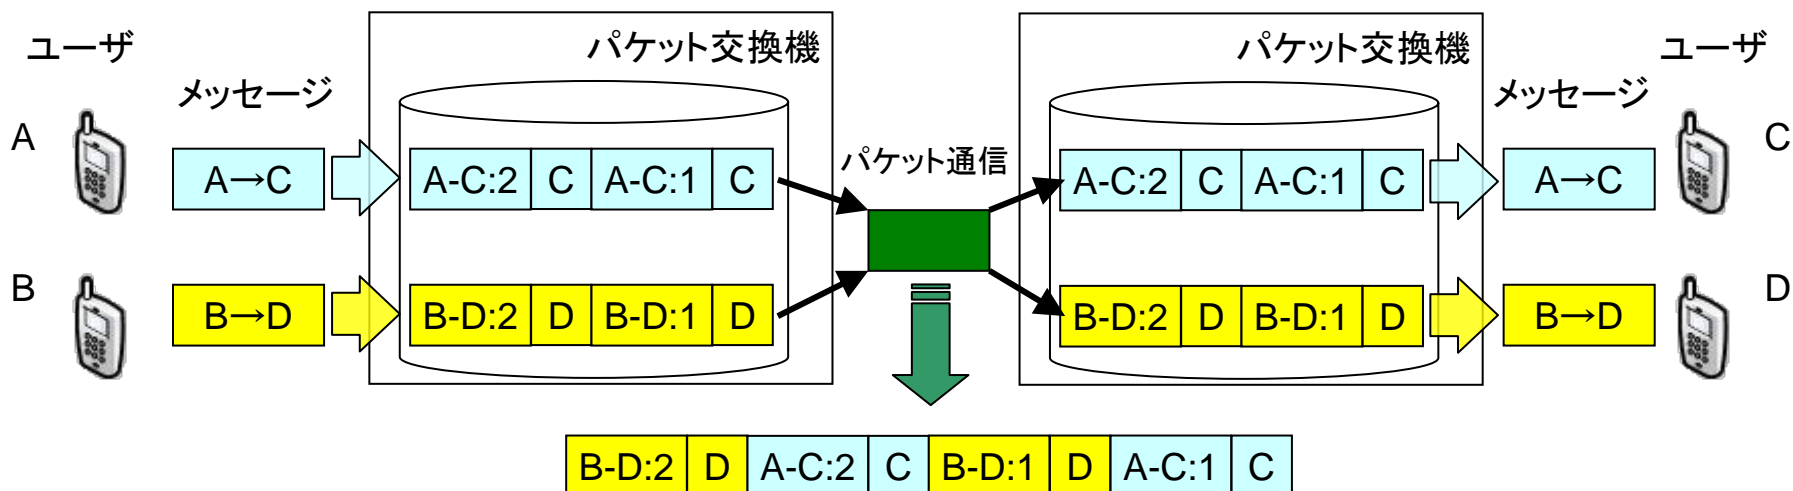 パケット交換機
パケット交換機
ユーザ
ユーザ
メッセージ
メッセージ
A
C
パケット通信
A→C
A-C:2 C A-C:1 C
A-C:2 C A-C:1 C
A→C
B
D
B→D
B-D:2 D B-D:1 D
B-D:2 D B-D:1 D
B→D
B-D:2 D A-C:2 C B-D:1 D A-C:1 C